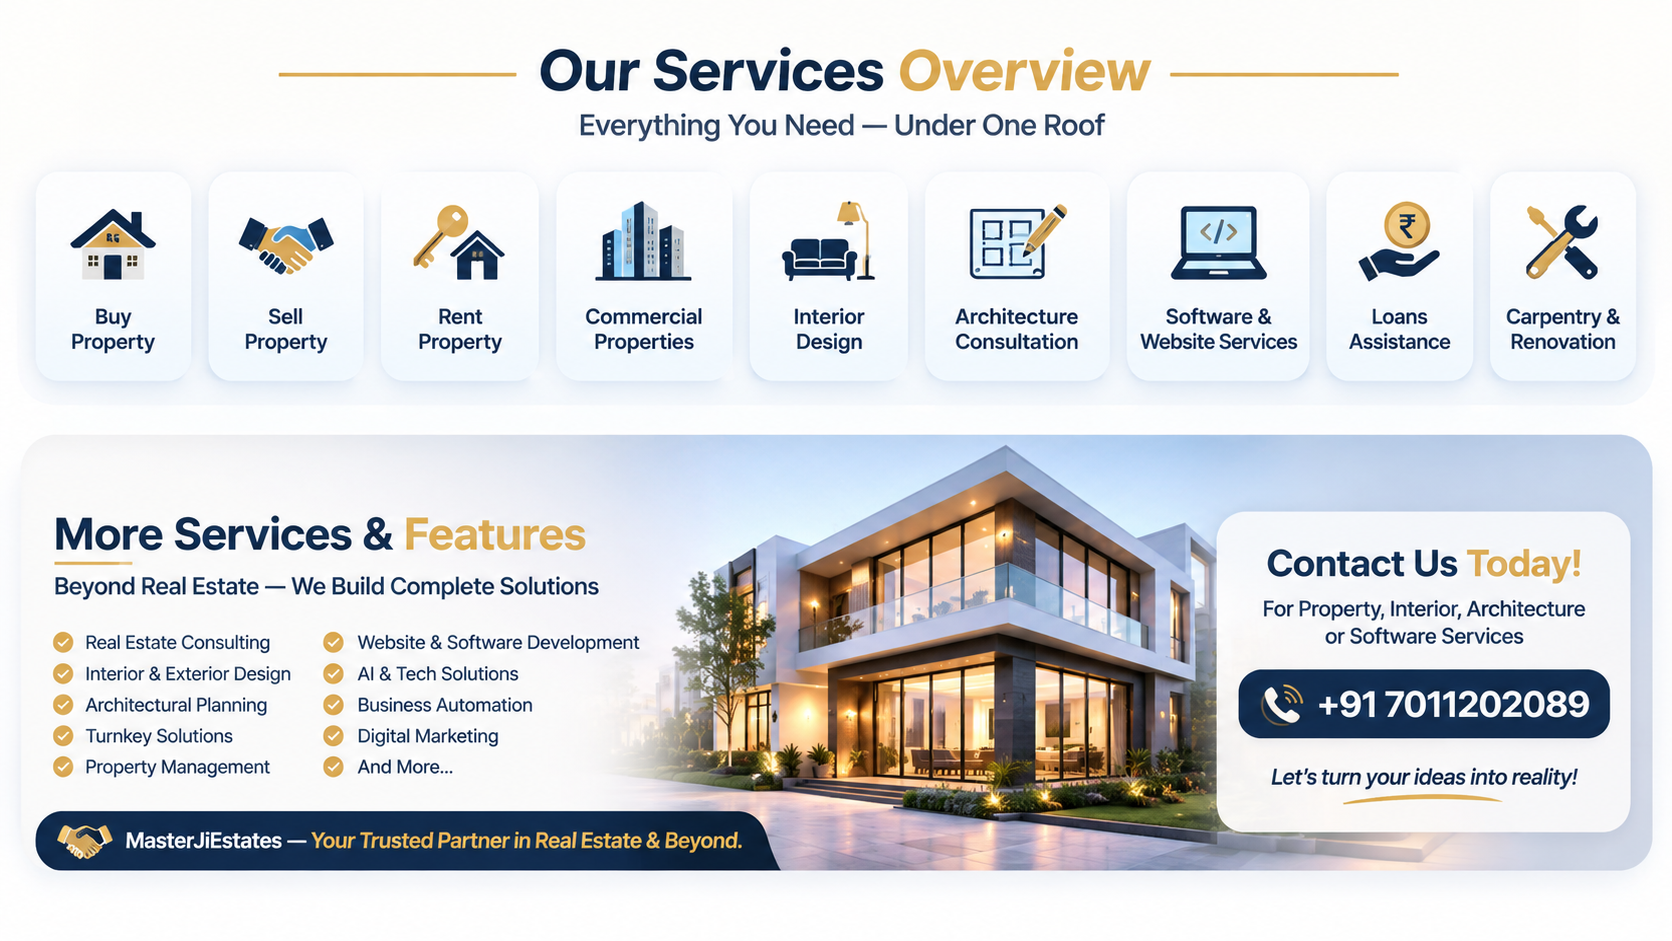 Our Services Overview
Everything You Need — Under One Roof
Buy
Property
Sell
Property
Rent
Property
Commercial
Properties
Interior
Design
Architecture
Consultation
Software &
Website Services
Loans
Assistance
Carpentry &
Renovation
More Services & Features
Beyond Real Estate — We Build Complete Solutions
Real Estate Consulting
Interior & Exterior Design
Architectural Planning
Turnkey Solutions
Property Management
Website & Software Development
AI & Tech Solutions
Business Automation
Digital Marketing
And More...
MasterJiEstates — Your Trusted Partner in Real Estate & Beyond.
Contact Us Today!
For Property, Interior, Architecture
or Software Services
+91 7011202089
Let's turn your ideas into reality!